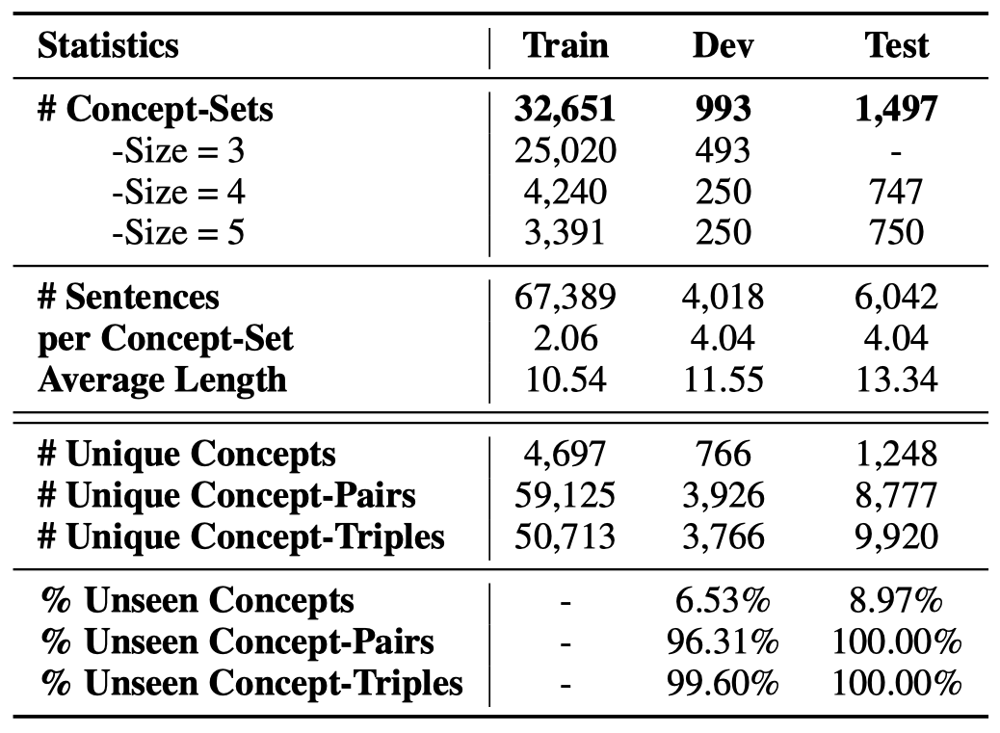 Statistics Train Dev Test
# Concept-Sets 32,651 993 1,497
-Size = 3 25,020 493 -
-Size = 4 4,240 250 747
-Size = 5 3,391 250 750
# Sentences 67,389 4,018 6,042
per Concept-Set 2.06 4.04 4.04
Average Length 10.54 11.55 13.34
# Unique Concepts 4,697 766 1,248
# Unique Concept-Pairs 59,125 3,926 8,777
# Unique Concept-Triples 50,713 3,766 9,920
% Unseen Concepts - 6.53% 8.97%
% Unseen Concept-Pairs - 96.31% 100.00%
% Unseen Concept-Triples - 99.60% 100.00%